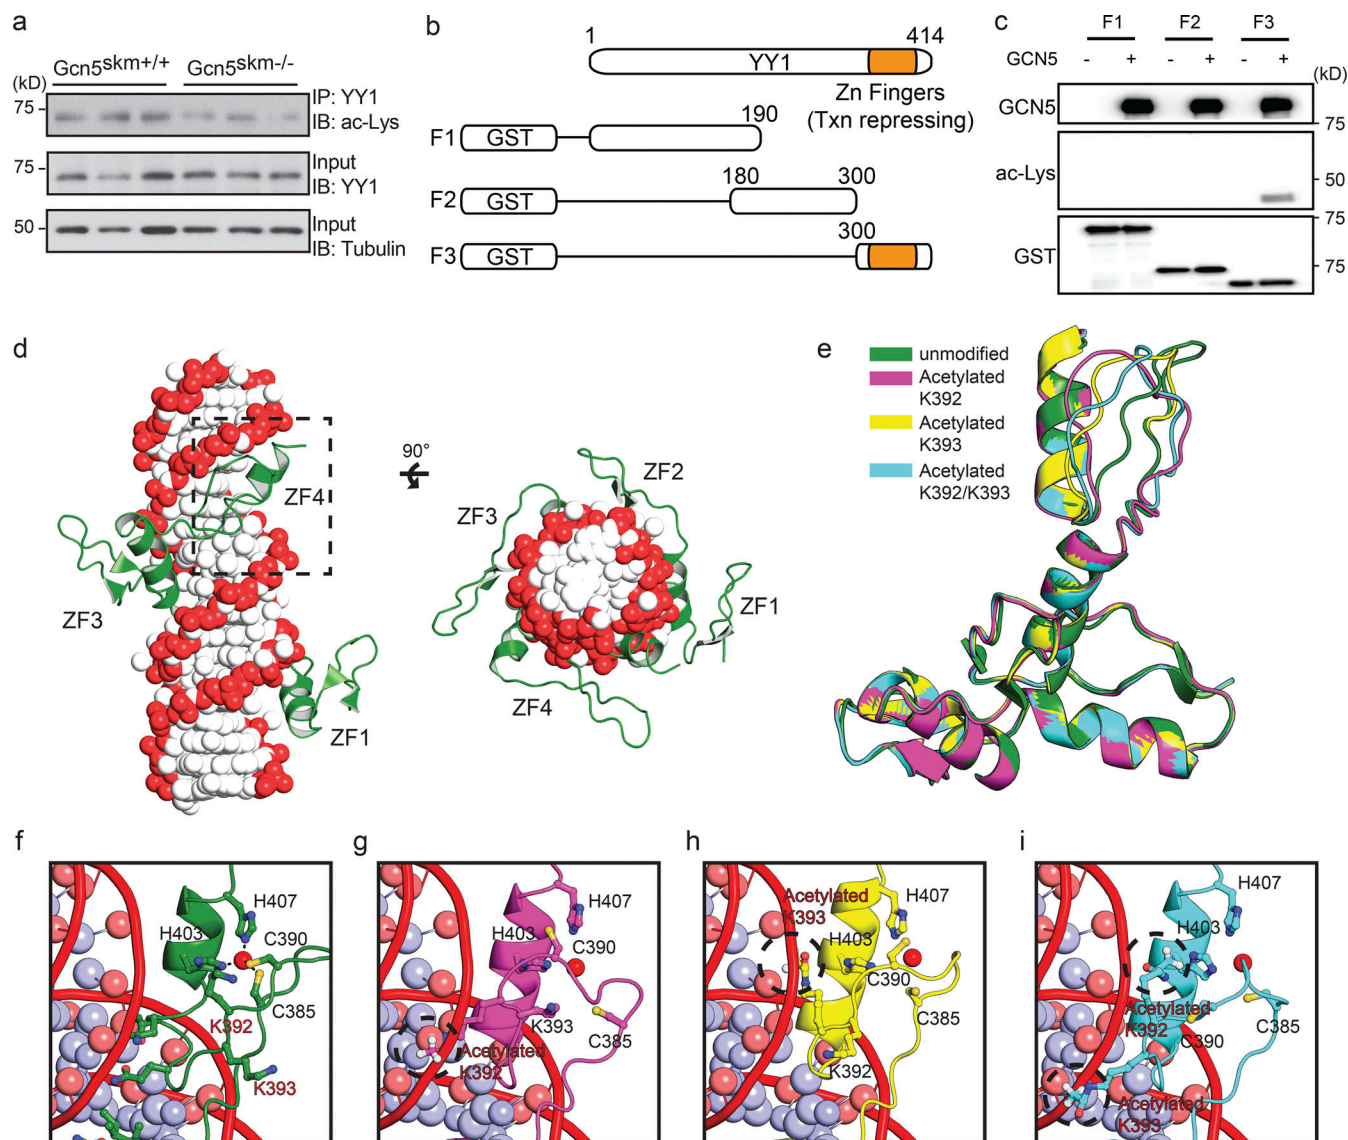 a
Gcn5skm+/+ Gcn5skm-/-
(kD)
75
IP: YY1
IB: ac-Lys
75
Input
IB: YY1
50
Input
IB: Tubulin
b
1 414
YY1
Zn Fingers
(Txn repressing)
190
F1 GST
180 300
F2 GST
300
F3 GST
c
F1 F2 F3
GCN5 - + - + - +
(kD)
GCN5
75
ac-Lys
50
75
GST
75
d
ZF4
ZF3
ZF1
90°
ZF2
ZF3
ZF1
ZF4
e
unmodified
Acetylated
K392
Acetylated
K393
Acetylated
K392/K393
f
H407
H403
C390
C385
K392
K393
g
H407
H403
C390
K393
C385
Acetylated
K392
h
Acetylated
K393
H407
H403
C390
C385
K392
i
H407
H403
Acetylated
K392
C385
C390
Acetylated
K393